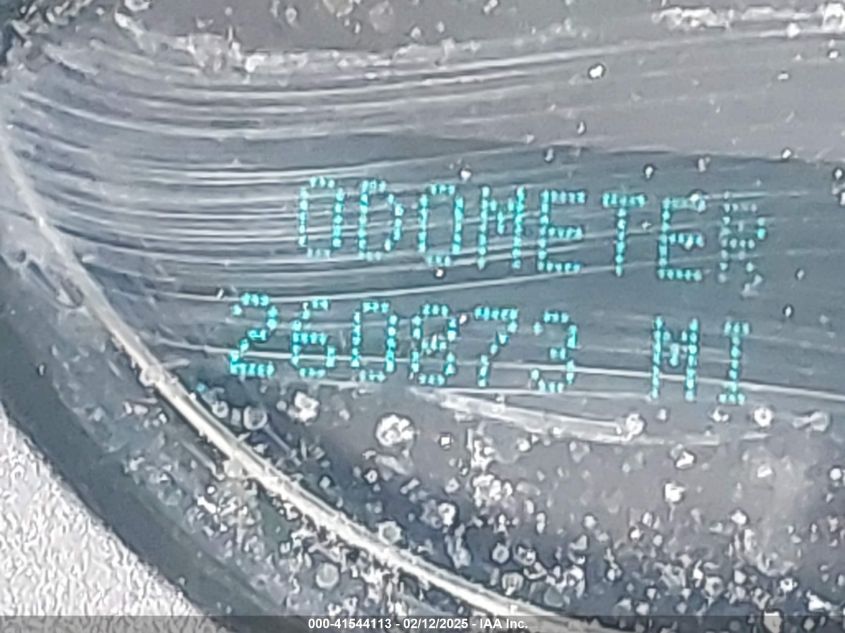 ODOMETER
260873 MI
000-41544113 - 02/12/2025 - IAA Inc.